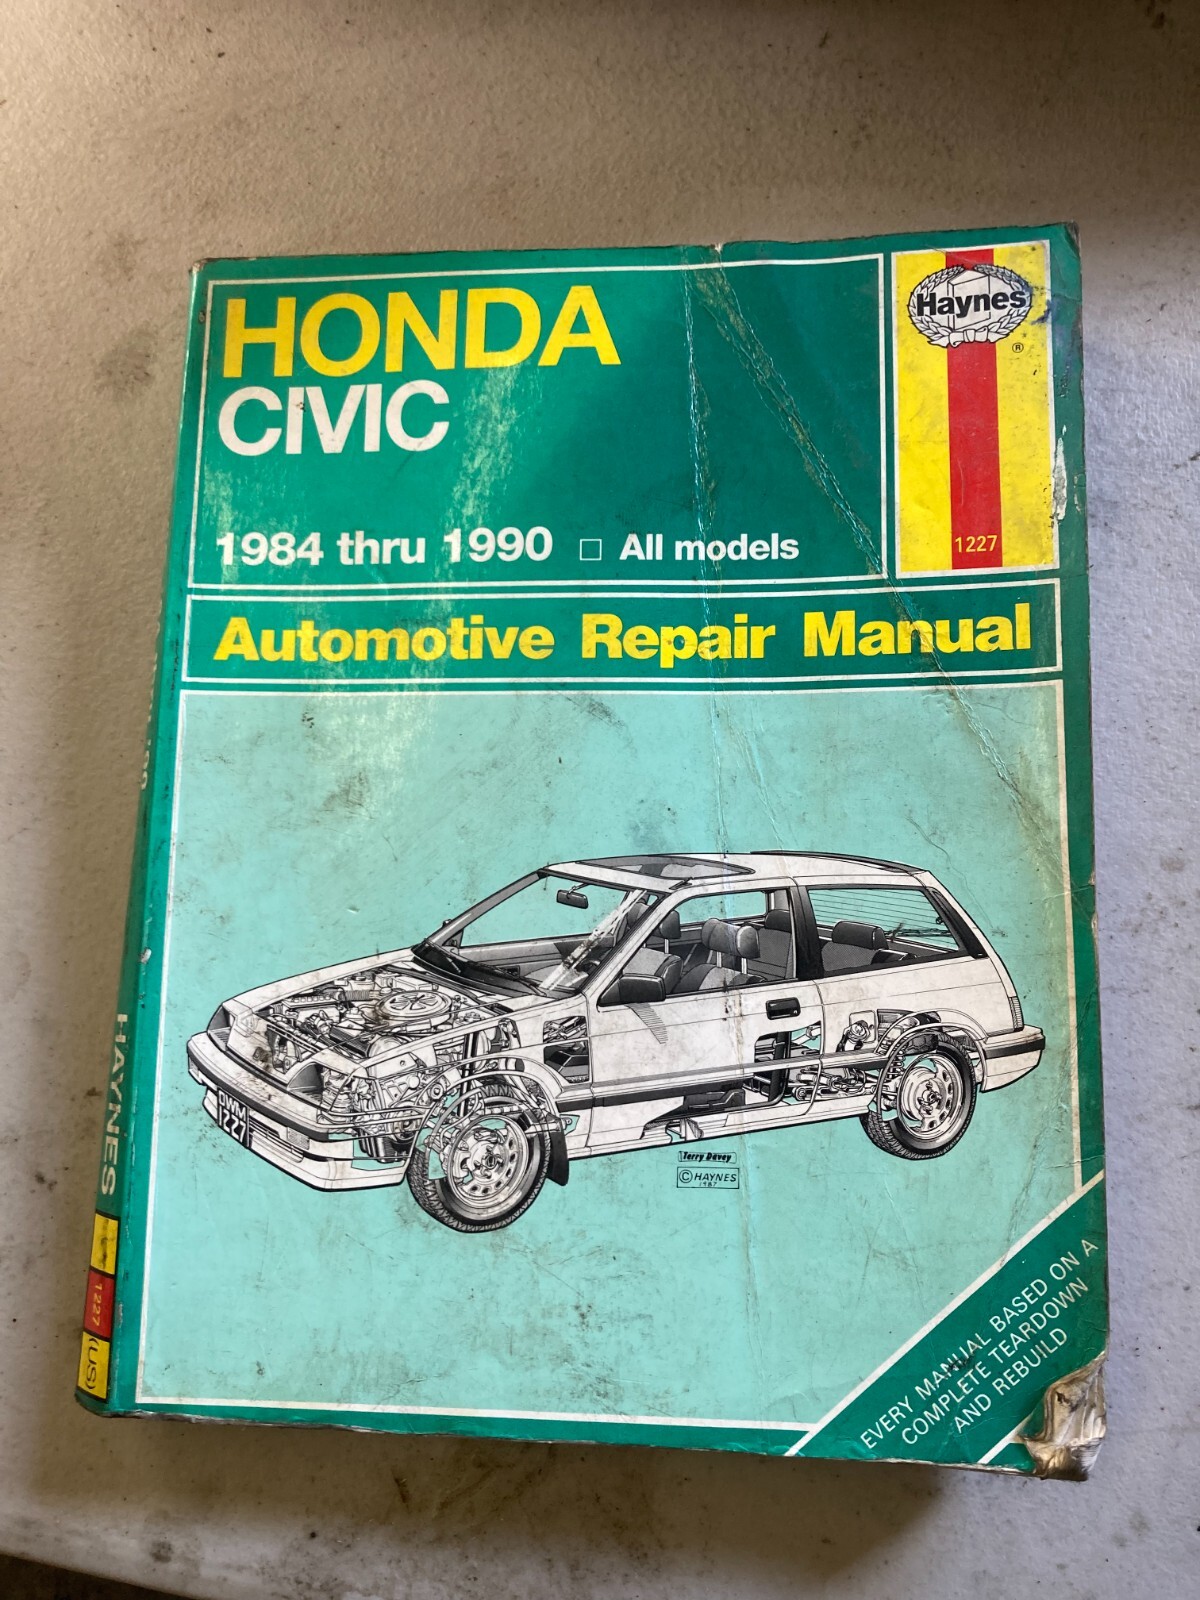 HONDA
CIVIC
1984 thru 1990 □ All models
Haynes
®
1227
Automotive Repair Manual
OWM
1227
Terry Davey
© HAYNES
1987
EVERY MANUAL BASED ON A
COMPLETE TEARDOWN
AND REBUILD
HAYNES
1227
(US)